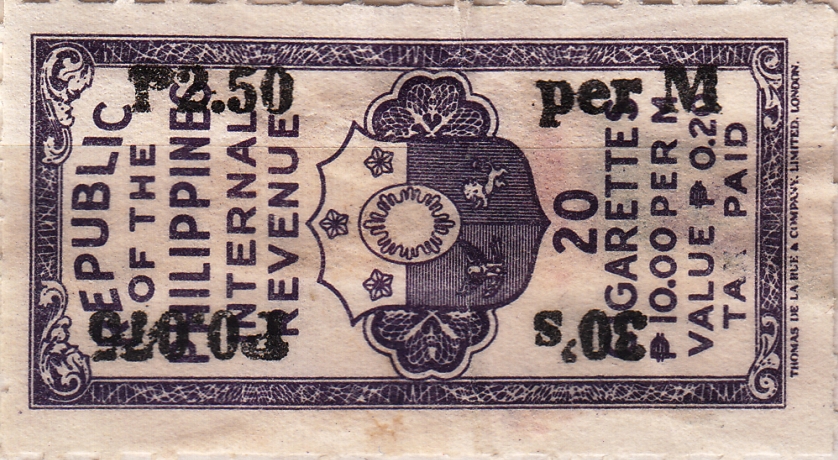 REPUBLIC
OF THE
PHILIPPINES
INTERNAL
REVENUE
20
CIGARETTES
₱10.00 PER M
VALUE ₱ 0.20
TAX PAID
THOMAS DE LA RUE & COMPANY, LIMITED, LONDON.
₱2.50 per M
30's P0.075